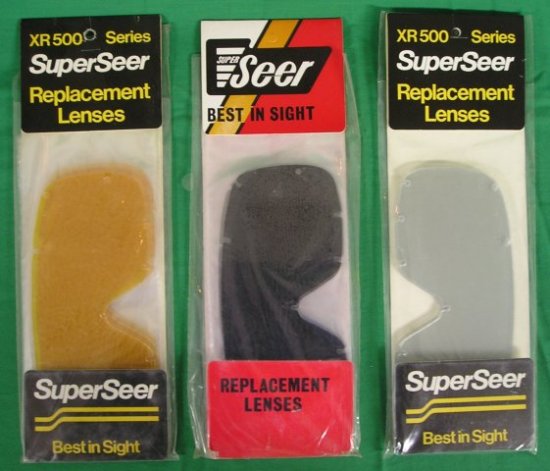 XR 500 Series
SuperSeer
Replacement
Lenses
SuperSeer
Best in Sight
SUPER
Seer
BEST IN SIGHT
REPLACEMENT
LENSES
XR 500 Series
SuperSeer
Replacement
Lenses
SuperSeer
Best in Sight